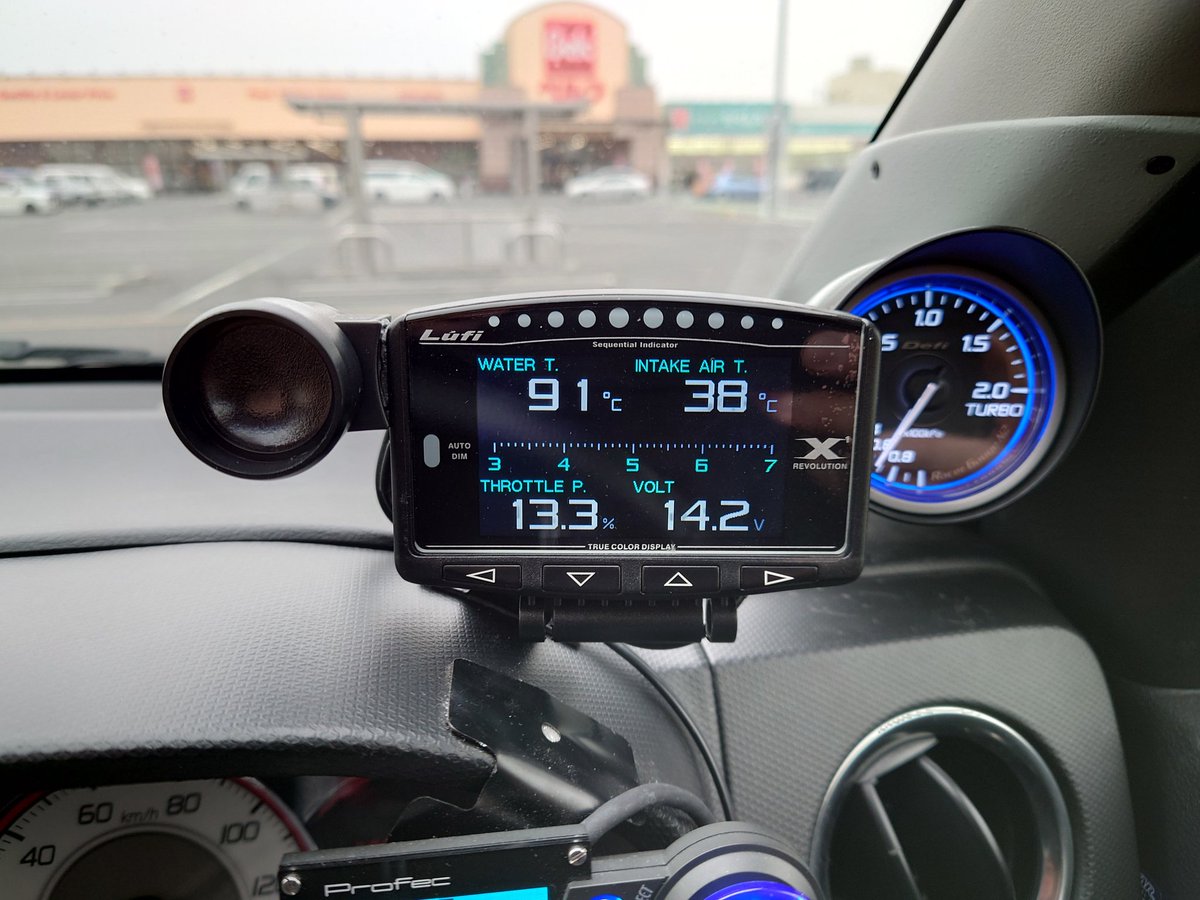 Lufi
Sequential Indicator
WATER T.
INTAKE AIR T.
91 °C
38 °C
AUTO
DIM
3 4 5 6 7
X1
REVOLUTION
THROTTLE P.
VOLT
13.3 %
14.2 V
TRUE COLOR DISPLAY
1.0
1.5
Defi
2.0
TURBO
×100kPa
40 60 80 100
km/h
Profec